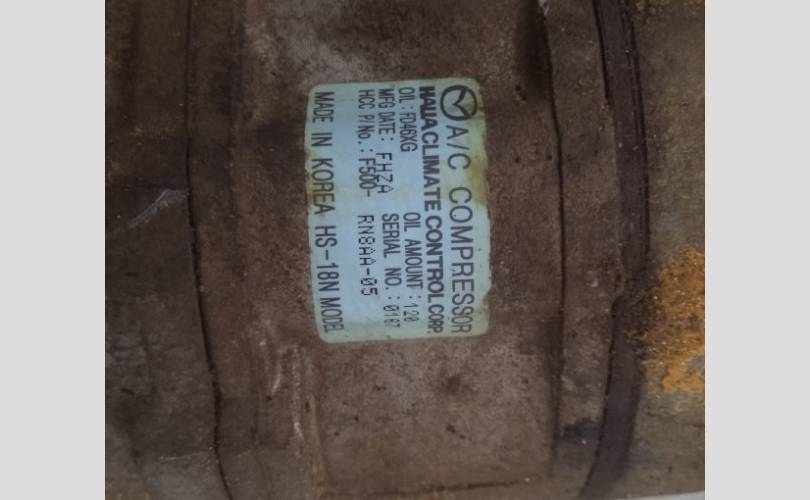 A/C COMPRESSOR
HALLA CLIMATE CONTROL CORP.
OIL : FD46XG OIL AMOUNT : 120
MFG DATE : FHZA SERIAL NO. : 0167
HCC P/No. : F500- RN8AA-05
MADE IN KOREA HS-18N MODEL